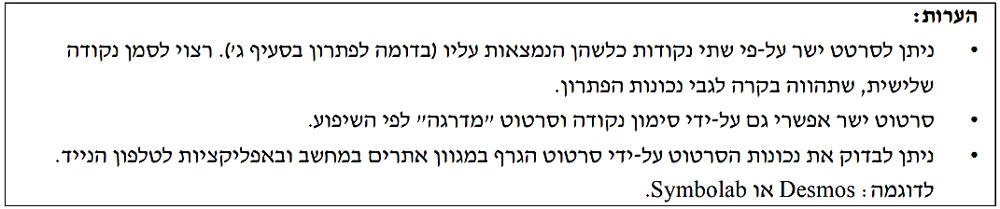 הערות:
• ניתן לסרטט ישר על-פי שתי נקודות כלשהן הנמצאות עליו (בדומה לפתרון בסעיף ג'). רצוי לסמן נקודה
שלישית, שתהווה בקרה לגבי נכונות הפתרון.
• סרטוט ישר אפשרי גם על-ידי סימון נקודה וסרטוט "מדרגה" לפי השיפוע.
• ניתן לבדוק את נכונות הסרטוט על-ידי סרטוט הגרף במגוון אתרים במחשב ובאפליקציות לטלפון הנייד.
לדוגמה: Desmos או Symbolab.